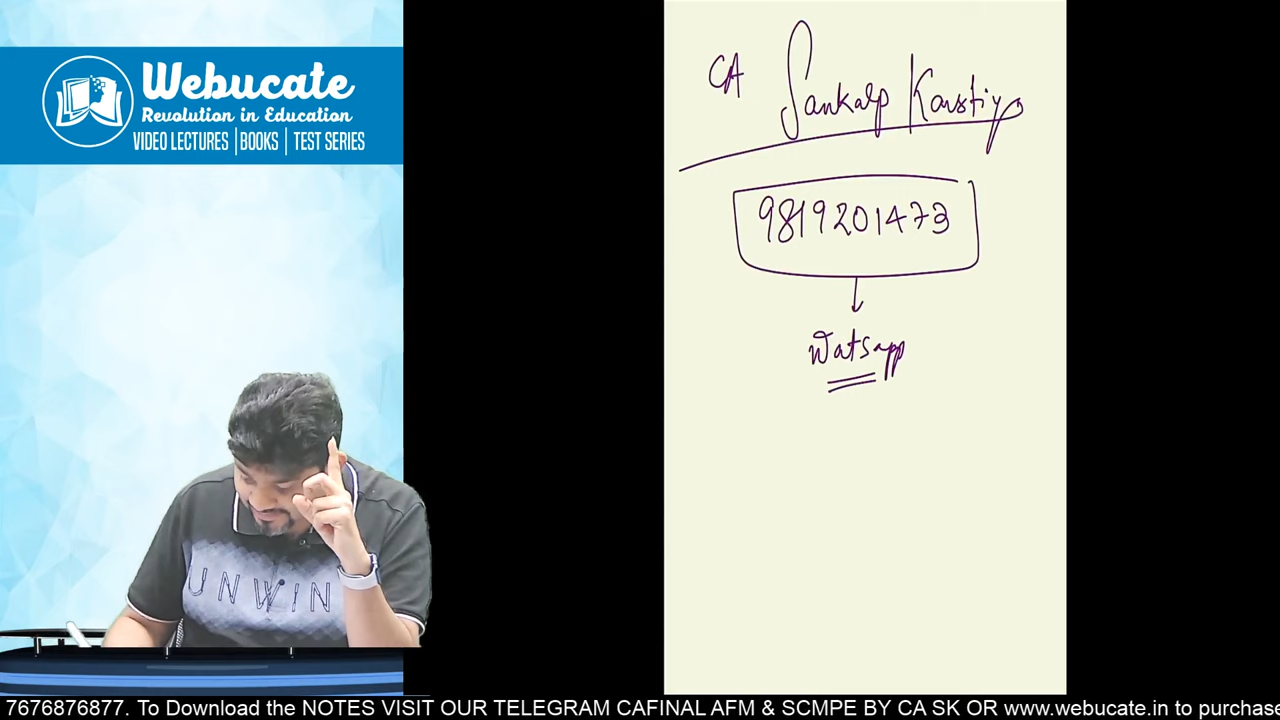 Webucate
Revolution in Education
VIDEO LECTURES | BOOKS | TEST SERIES
CA Sankalp Kanstiya
9819201473
Watsapp
UNWIN
7676876877. To Download the NOTES VISIT OUR TELEGRAM CAFINAL AFM & SCMPE BY CA SK OR www.webucate.in to purchase